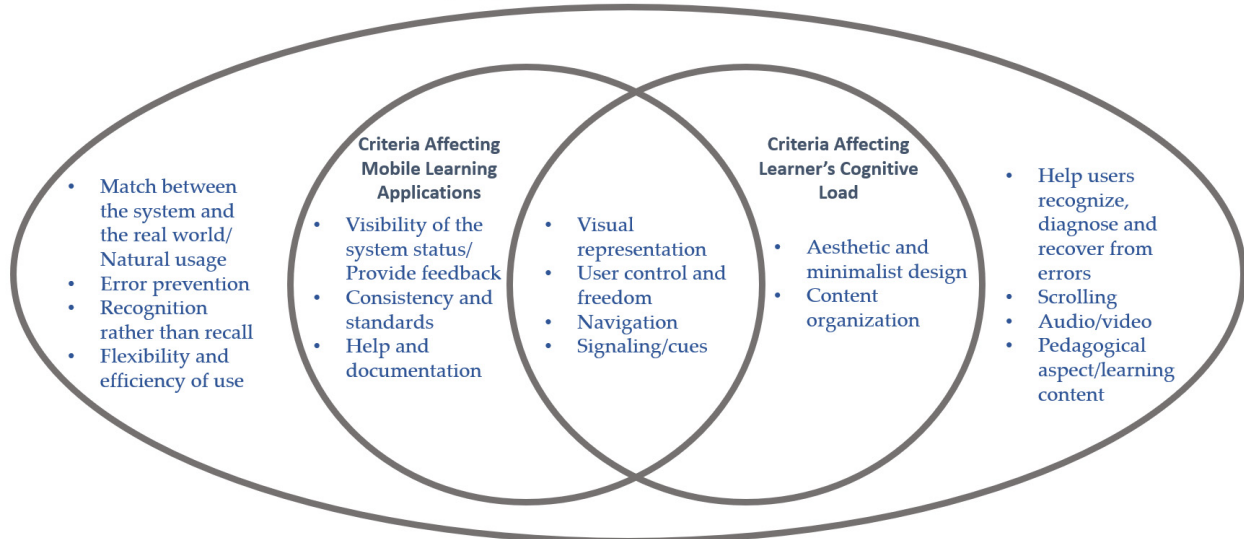 • Match between
the system and
the real world/
Natural usage
• Error prevention
• Recognition
rather than recall
• Flexibility and
efficiency of use
Criteria Affecting
Mobile Learning
Applications
• Visibility of the
system status/
Provide feedback
• Consistency and
standards
• Help and
documentation
• Visual
representation
• User control and
freedom
• Navigation
• Signaling/cues
Criteria Affecting
Learner's Cognitive
Load
• Aesthetic and
minimalist design
• Content
organization
• Help users
recognize,
diagnose and
recover from
errors
• Scrolling
• Audio/video
• Pedagogical
aspect/learning
content